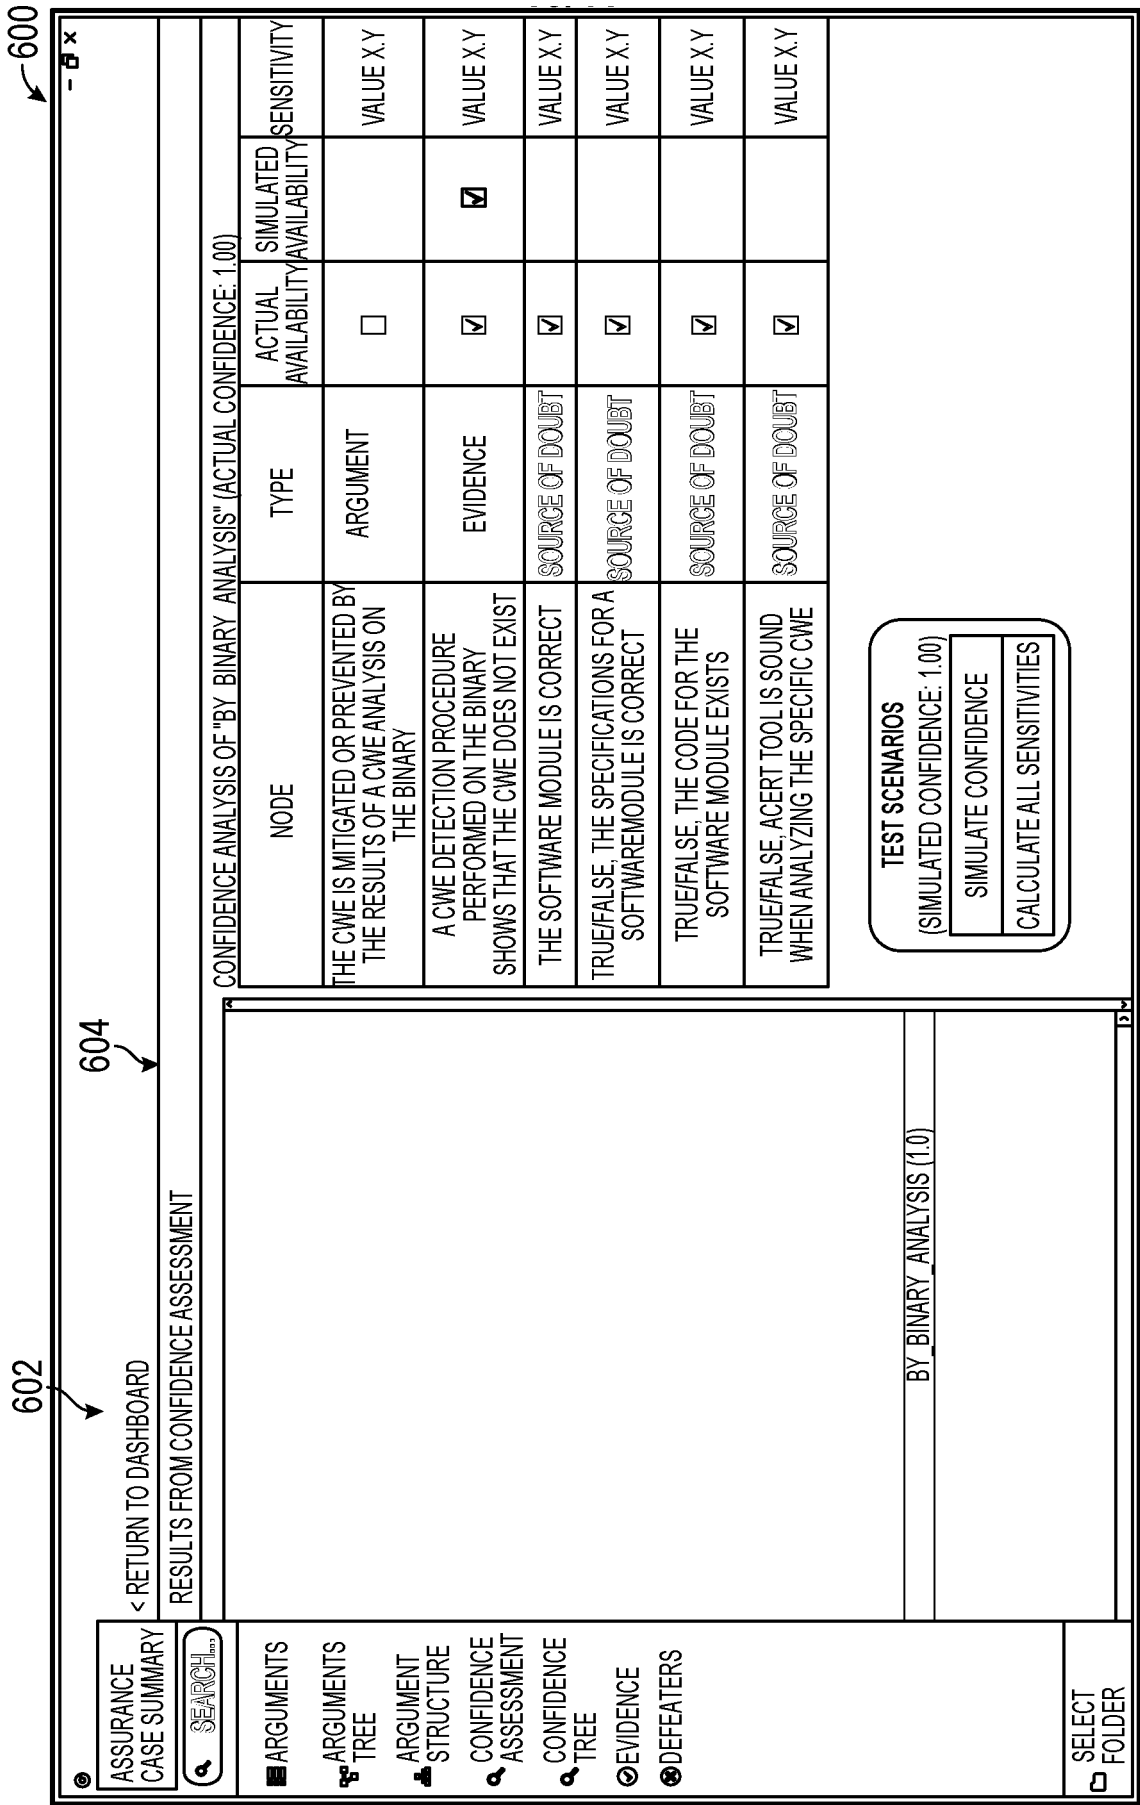 600
602
604
ASSURANCE
CASE SUMMARY
< RETURN TO DASHBOARD
SEARCH...
RESULTS FROM CONFIDENCE ASSESSMENT
ARGUMENTS
ARGUMENTS
TREE
ARGUMENT
STRUCTURE
CONFIDENCE
ASSESSMENT
CONFIDENCE
TREE
EVIDENCE
DEFEATERS
SELECT
FOLDER
BY_BINARY_ANALYSIS (1.0)
CONFIDENCE ANALYSIS OF "BY BINARY ANALYSIS" (ACTUAL CONFIDENCE: 1.00)
NODE
TYPE
ACTUAL
AVAILABILITY
SIMULATED
AVAILABILITY
SENSITIVITY
THE CWE IS MITIGATED OR PREVENTED BY
THE RESULTS OF A CWE ANALYSIS ON
THE BINARY
ARGUMENT
VALUE X.Y
A CWE DETECTION PROCEDURE
PERFORMED ON THE BINARY
SHOWS THAT THE CWE DOES NOT EXIST
EVIDENCE
VALUE X.Y
THE SOFTWARE MODULE IS CORRECT
SOURCE OF DOUBT
VALUE X.Y
TRUE/FALSE, THE SPECIFICATIONS FOR A
SOFTWAREMODULE IS CORRECT
SOURCE OF DOUBT
VALUE X.Y
TRUE/FALSE, THE CODE FOR THE
SOFTWARE MODULE EXISTS
SOURCE OF DOUBT
VALUE X.Y
TRUE/FALSE, ACERT TOOL IS SOUND
WHEN ANALYZING THE SPECIFIC CWE
SOURCE OF DOUBT
VALUE X.Y
TEST SCENARIOS
(SIMULATED CONFIDENCE: 1.00)
SIMULATE CONFIDENCE
CALCULATE ALL SENSITIVITIES